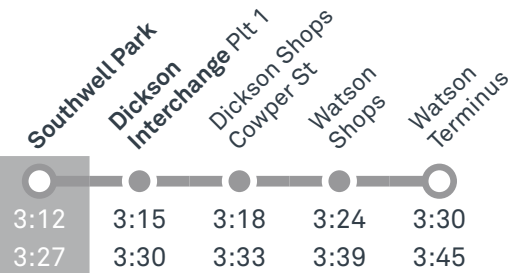 Southwell Park
Dickson
Interchange Plt 1
Dickson Shops
Cowper St
Watson
Shops
Watson
Terminus
3:12 3:15 3:18 3:24 3:30
3:27 3:30 3:33 3:39 3:45